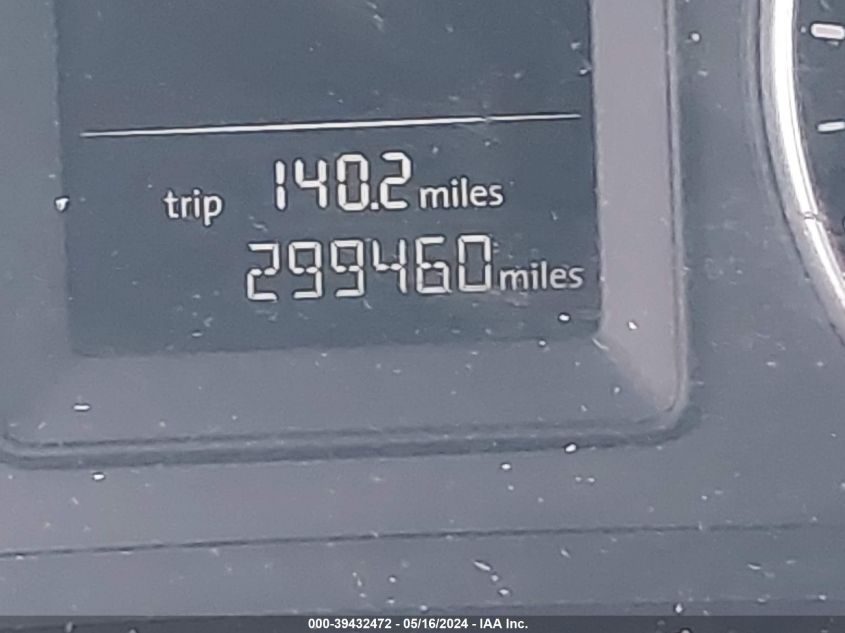 trip 140.2 miles
299460 miles
000-39432472 - 05/16/2024 - IAA Inc.